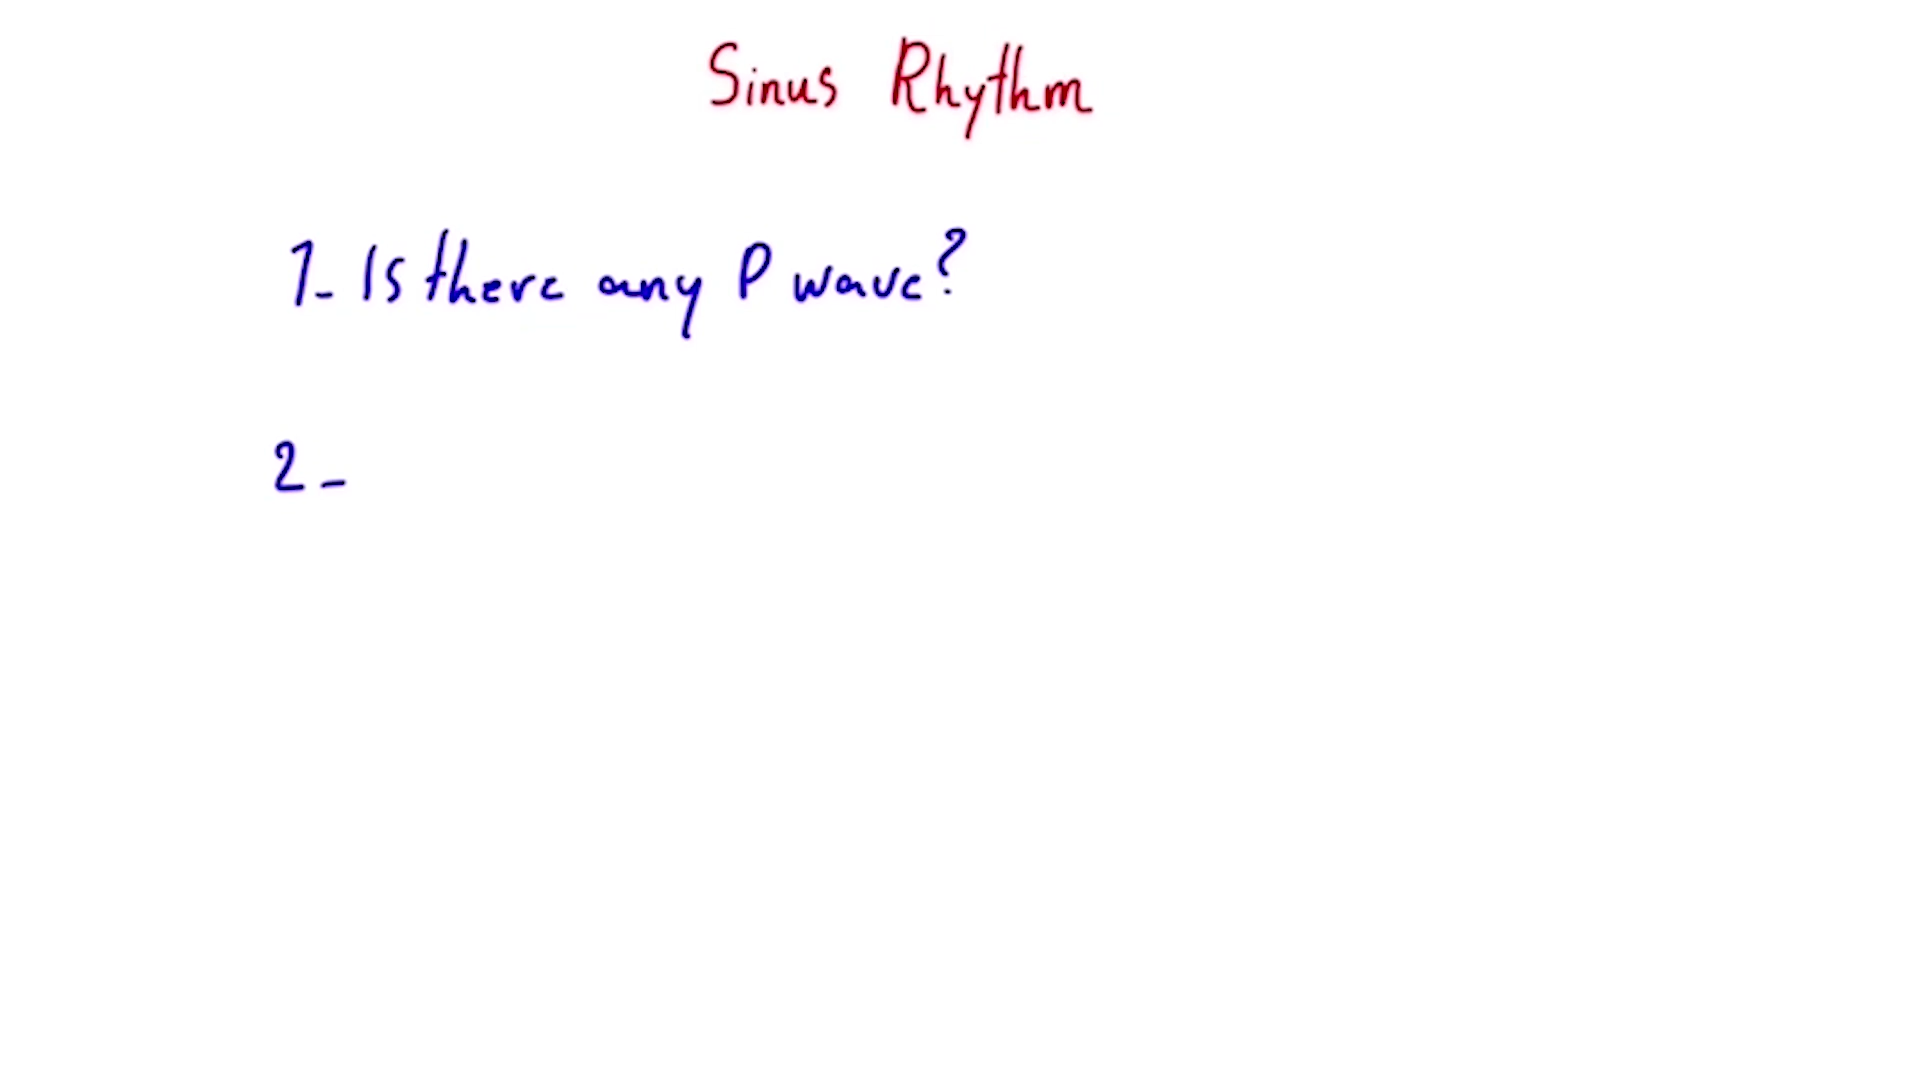 Sinus Rhythm
1- Is there any P wave?
2-